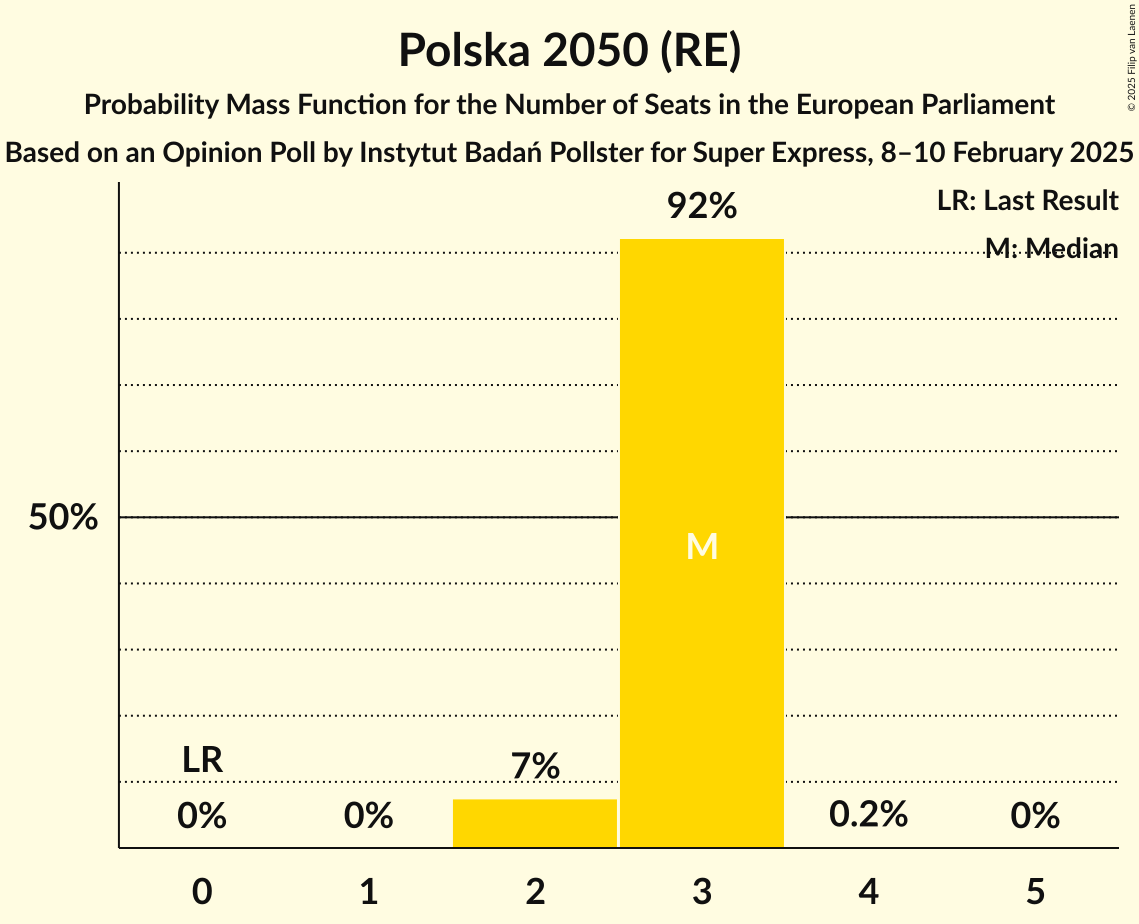 Polska 2050 (RE)
Probability Mass Function for the Number of Seats in the European Parliament
Based on an Opinion Poll by Instytut Badań Pollster for Super Express, 8–10 February 2025
© 2025 Filip van Laenen
LR: Last Result
M: Median
92%
50%
M
LR
7%
0%
0%
0.2%
0%
0
1
2
3
4
5